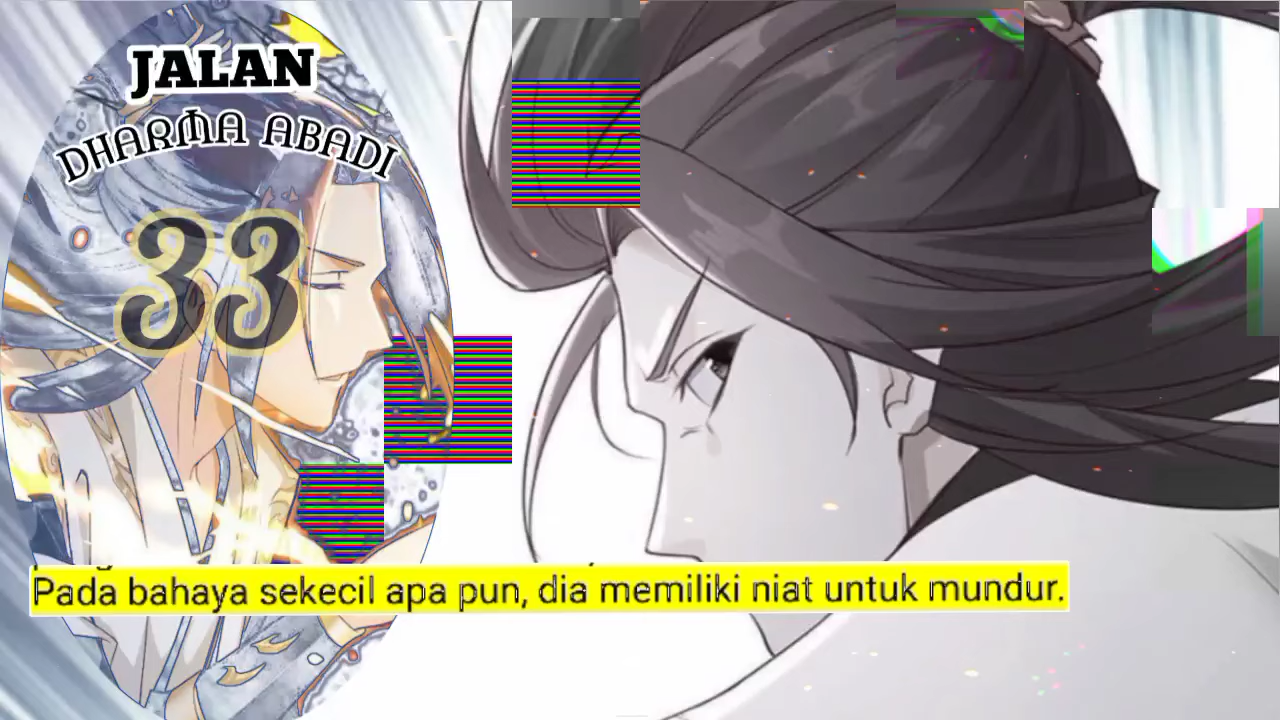 JALAN
DHARMA ABADI
33
Pada bahaya sekecil apa pun, dia memiliki niat untuk mundur.